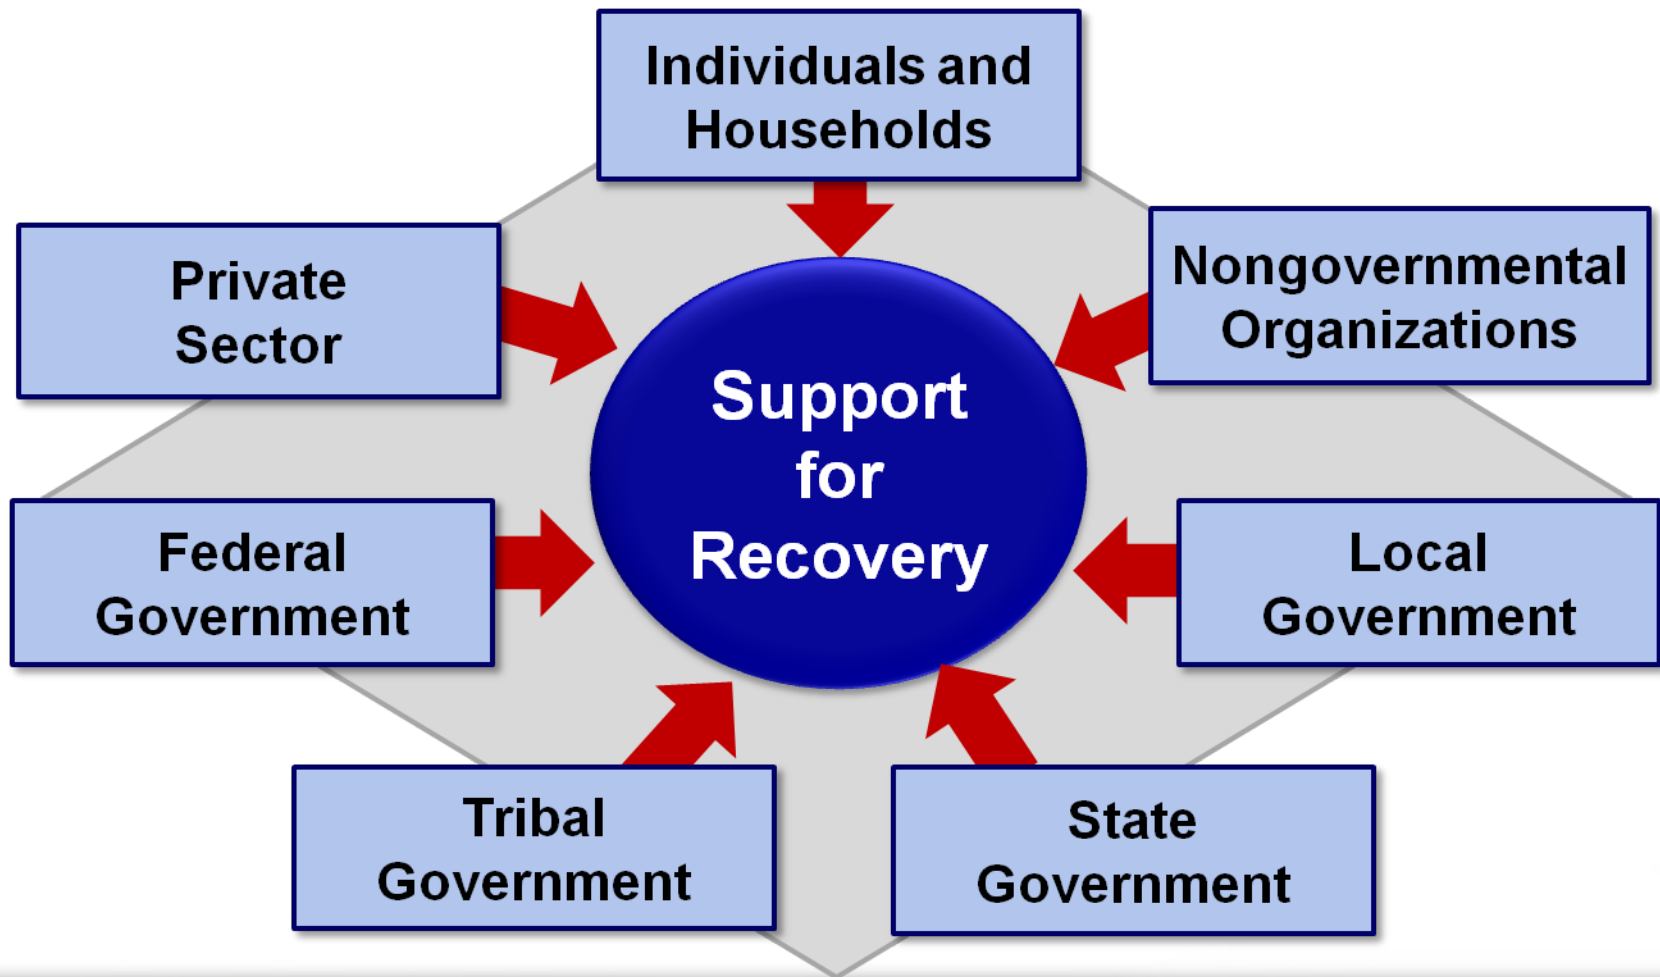 Individuals and
Households
Private
Sector
Nongovernmental
Organizations
Support
for
Recovery
Federal
Government
Local
Government
Tribal
Government
State
Government